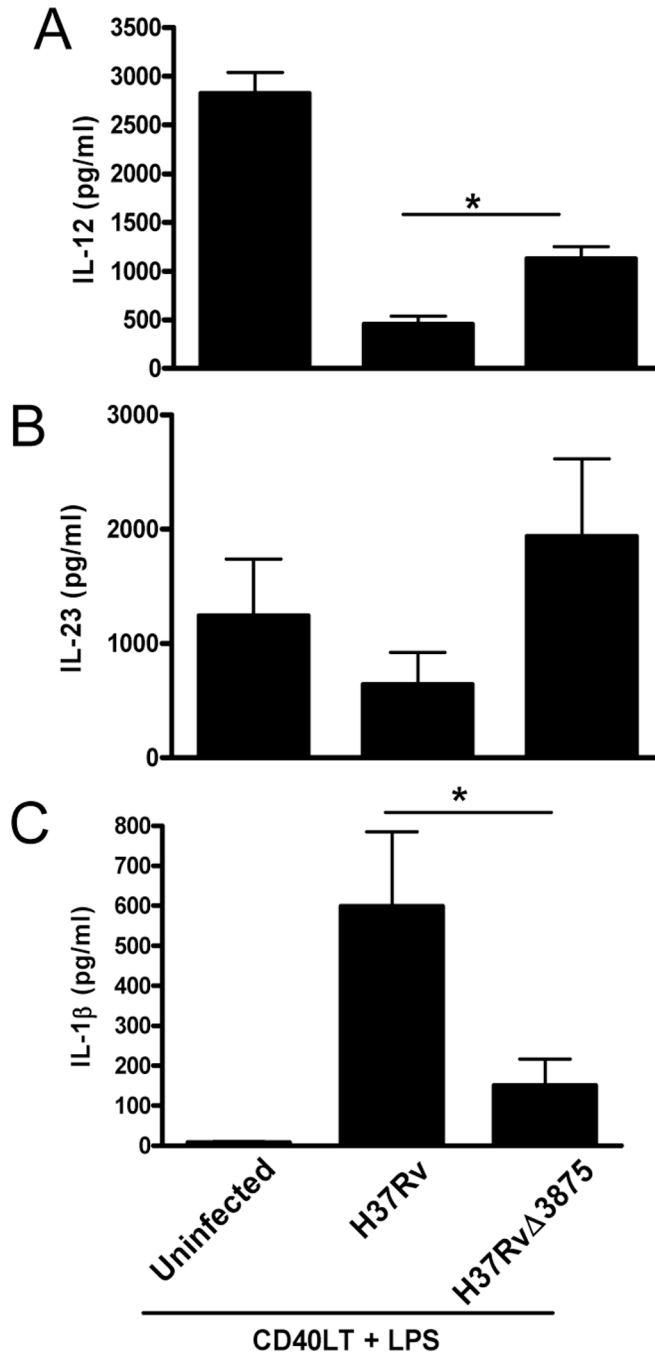 A
IL-12 (pg/ml)
3500
3000
2500
2000
1500
1000
500
0
*
B
IL-23 (pg/ml)
3000
2000
1000
0
C
IL-1β (pg/ml)
800
700
600
500
400
300
200
100
0
*
Uninfected
H37Rv
H37RvΔ3875
CD40LT + LPS